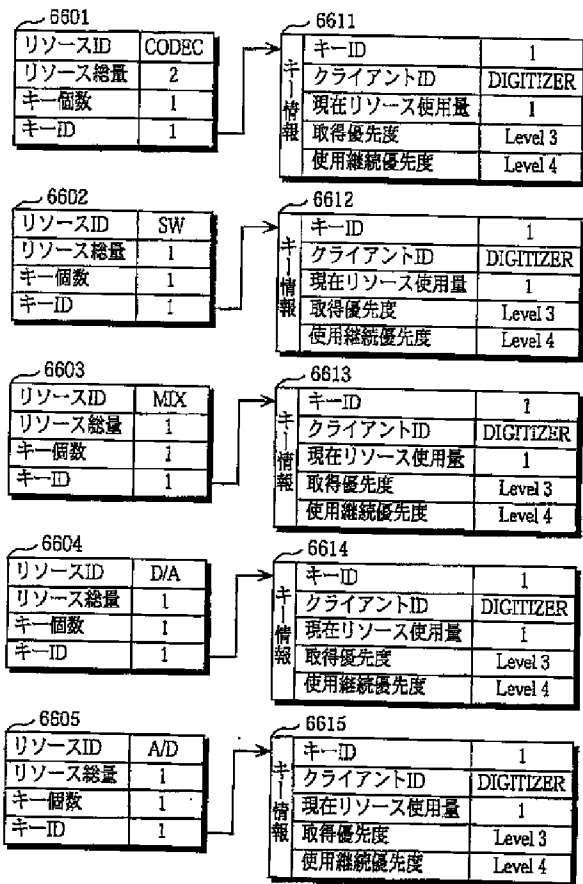 6601
リソースID CODEC
リソース総量 2
キー個数 1
キーID 1
6611
キー情報
キーID 1
クライアントID DIGITIZER
現在リソース使用量 1
取得優先度 Level 3
使用継続優先度 Level 4
6602
リソースID SW
リソース総量 1
キー個数 1
キーID 1
6612
キー情報
キーID 1
クライアントID DIGITIZER
現在リソース使用量 1
取得優先度 Level 3
使用継続優先度 Level 4
6603
リソースID MIX
リソース総量 1
キー個数 1
キーID 1
6613
キー情報
キーID 1
クライアントID DIGITIZER
現在リソース使用量 1
取得優先度 Level 3
使用継続優先度 Level 4
6604
リソースID D/A
リソース総量 1
キー個数 1
キーID 1
6614
キー情報
キーID 1
クライアントID DIGITIZER
現在リソース使用量 1
取得優先度 Level 3
使用継続優先度 Level 4
6605
リソースID A/D
リソース総量 1
キー個数 1
キーID 1
6615
キー情報
キーID 1
クライアントID DIGITIZER
現在リソース使用量 1
取得優先度 Level 3
使用継続優先度 Level 4